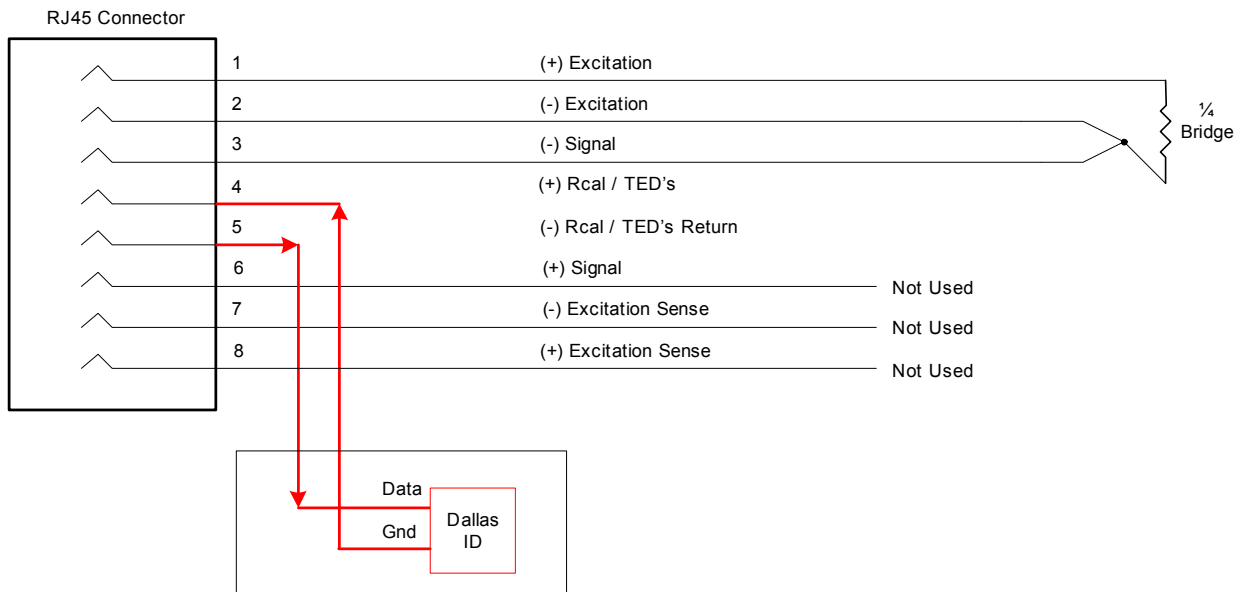 RJ45 Connector
1 (+) Excitation
2 (-) Excitation
3 (-) Signal
4 (+) Rcal / TED's
5 (-) Rcal / TED's Return
6 (+) Signal
7 (-) Excitation Sense
8 (+) Excitation Sense
¼
Bridge
Not Used
Not Used
Not Used
Data
Gnd
Dallas
ID